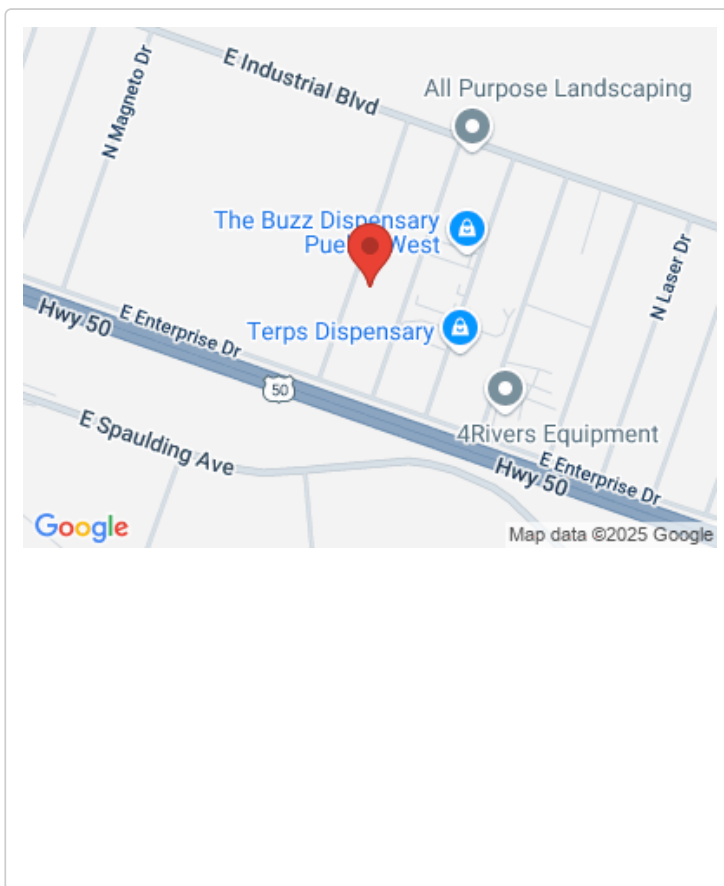 E Industrial Blvd
All Purpose Landscaping
N Magneto Dr
The Buzz Dispensary
West
N Laser Dr
Hwy 50
E Enterprise Dr
Terps Dispensary
50
4Rivers Equipment
E Spaulding Ave
Hwy 50
E Enterprise Dr
Google
Map data ©2025 Google